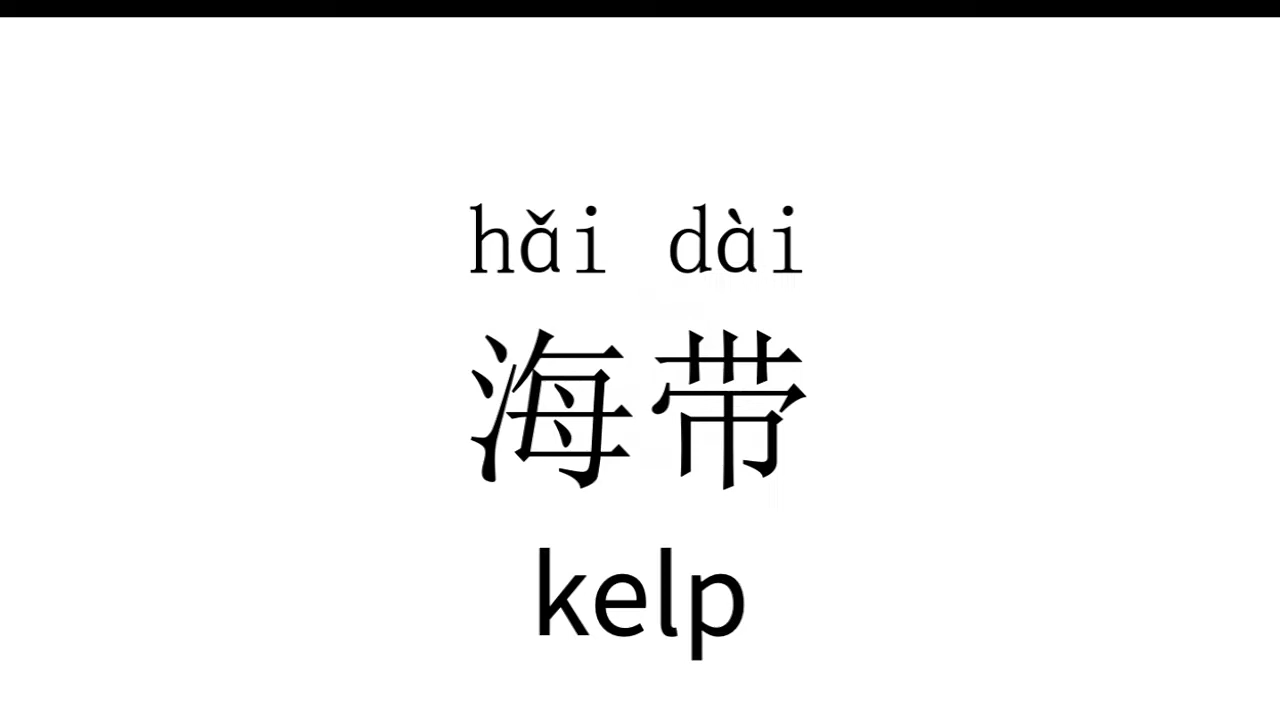 hǎi dài
海带
kelp